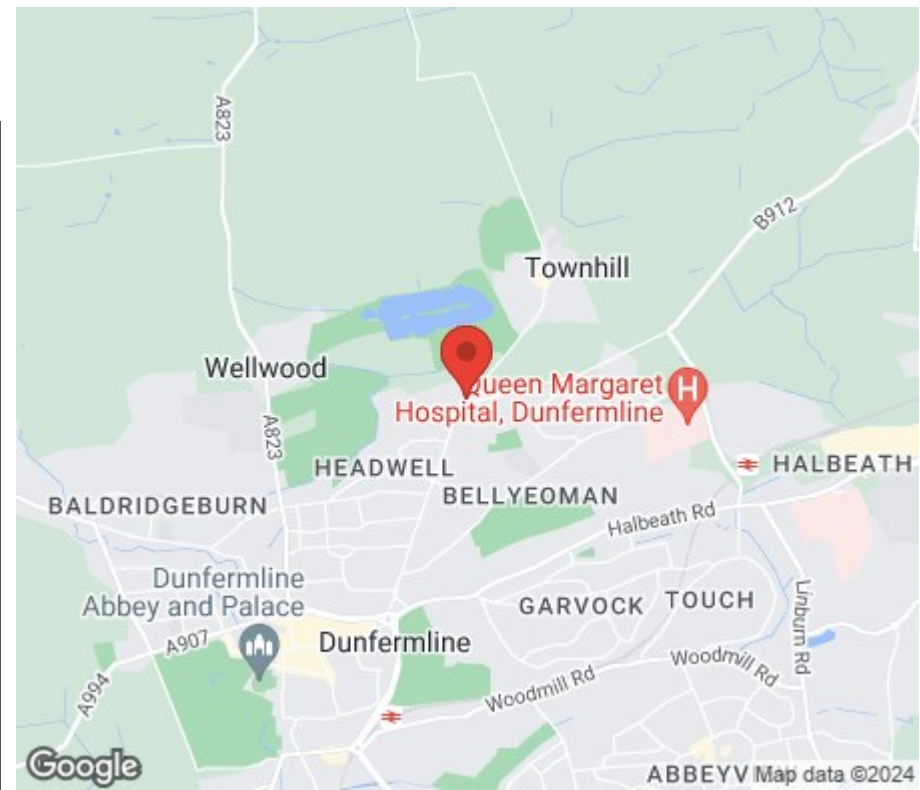 A823
B912
Townhill
Wellwood
Queen Margaret
Hospital, Dunfermline
H
A823
HALBEATH
HEADWELL
BELLYEOMAN
BALDRIDGEBURN
Halbeath Rd
Dunfermline
Abbey and Palace
GARVOCK
TOUCH
Linburn Rd
A907
Dunfermline
Woodmill Rd
Woodmill Rd
A994
Google
ABBEYV
Map data ©2024